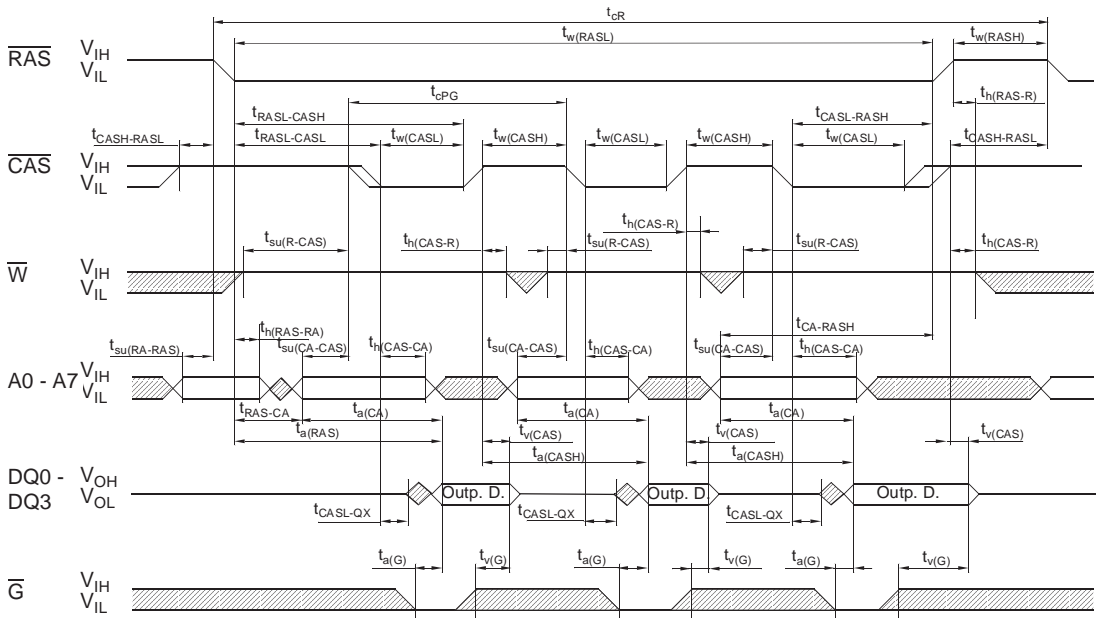 tcR
tw(RASL)
tw(RASH)
RAS
VIH
VIL
th(RAS-R)
tcPG
tRASL-CASH
tCASL-RASH
tCASH-RASL
tRASL-CASL
tw(CASL)
tw(CASH)
tw(CASL)
tw(CASH)
tw(CASL)
tCASH-RASL
CAS
VIH
VIL
th(CAS-R)
tsu(R-CAS)
th(CAS-R)
tsu(R-CAS)
tsu(R-CAS)
th(CAS-R)
W
VIH
VIL
th(RAS-RA)
tCA-RASH
tsu(RA-RAS)
tsu(CA-CAS)
th(CAS-CA)
tsu(CA-CAS)
th(CAS-CA)
tsu(CA-CAS)
th(CAS-CA)
A0 - A7
VIH
VIL
tRAS-CA
ta(CA)
ta(CA)
ta(CA)
ta(RAS)
tv(CAS)
tv(CAS)
tv(CAS)
ta(CASH)
ta(CASH)
DQ0 -
DQ3
VOH
VOL
Outp. D.
Outp. D.
Outp. D.
tCASL-QX
tCASL-QX
tCASL-QX
ta(G)
tv(G)
ta(G)
tv(G)
ta(G)
tv(G)
G
VIH
VIL